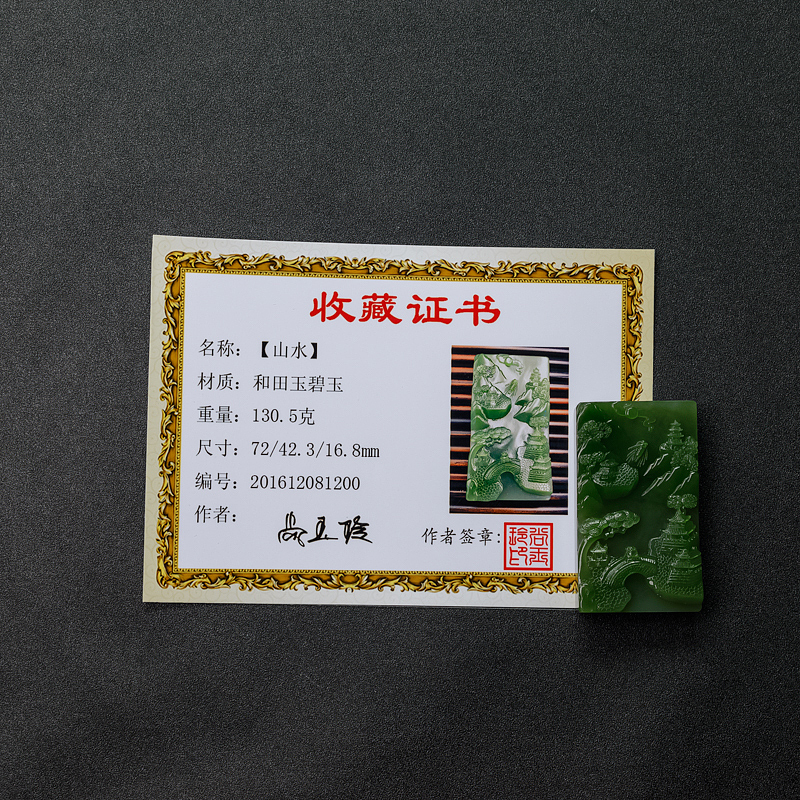 收藏证书
名称：【山水】
材质：和田玉碧玉
重量：130.5克
尺寸：72/42.3/16.8mm
编号：201612081200
作者：
作者签章：